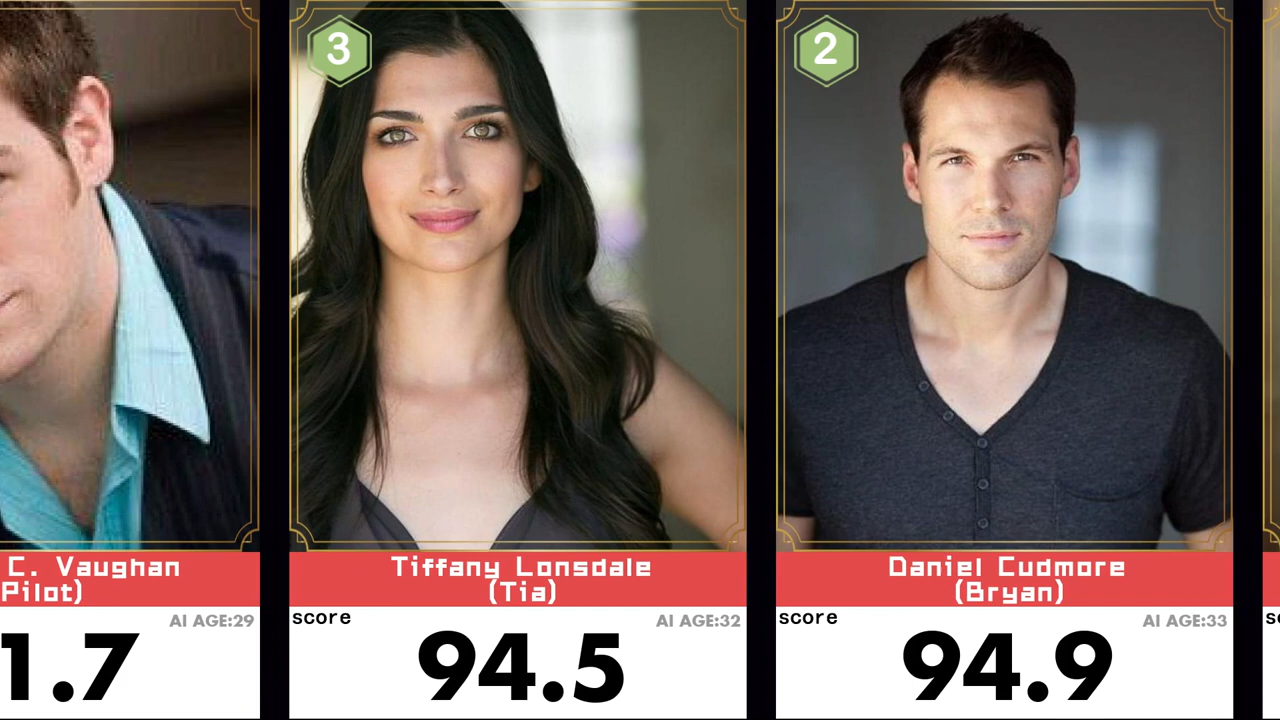 C. Vaughan
Pilot)
AI AGE:29
1.7
3
Tiffany Lonsdale
(Tia)
score
AI AGE:32
94.5
2
Daniel Cudmore
(Bryan)
score
AI AGE:33
94.9